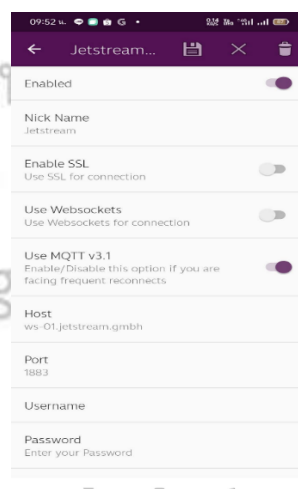 09:52 น.
Jetstream...
Enabled
Nick Name
Jetstream
Enable SSL
Use SSL for connection
Use Websockets
Use Websockets for connection
Use MQTT v3.1
Enable/Disable this option if you are
facing frequent reconnects
Host
ws-01.jetstream.gmbh
Port
1883
Username
Password
Enter your Password